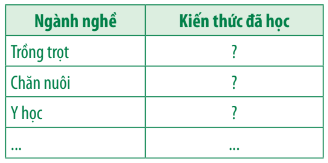 Ngành nghề Kiến thức đã học
Trồng trọt ?
Chăn nuôi ?
Y học ?
... ...